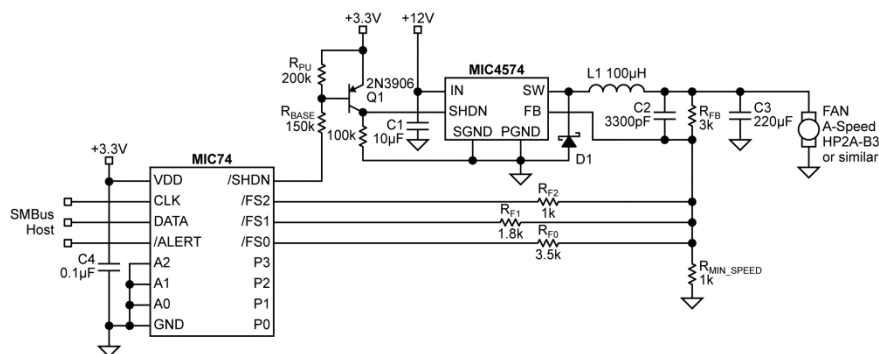 +3.3V
+12V
RPU
200k
2N3906
Q1
MIC4574
IN
SW
SHDN
FB
SGND
PGND
L1 100µH
RBASE
150k
100k
C1
10µF
D1
C2
3300pF
RFB
3k
C3
220µF
FAN
A-Speed
HP2A-B3
or similar
+3.3V
MIC74
VDD
/SHDN
CLK
/FS2
DATA
/FS1
/ALERT
/FS0
A2
P3
A1
P2
A0
P1
GND
P0
SMBus
Host
C4
0.1µF
RF2
1k
RF1
1.8k
RF0
3.5k
RMIN_SPEED
1k